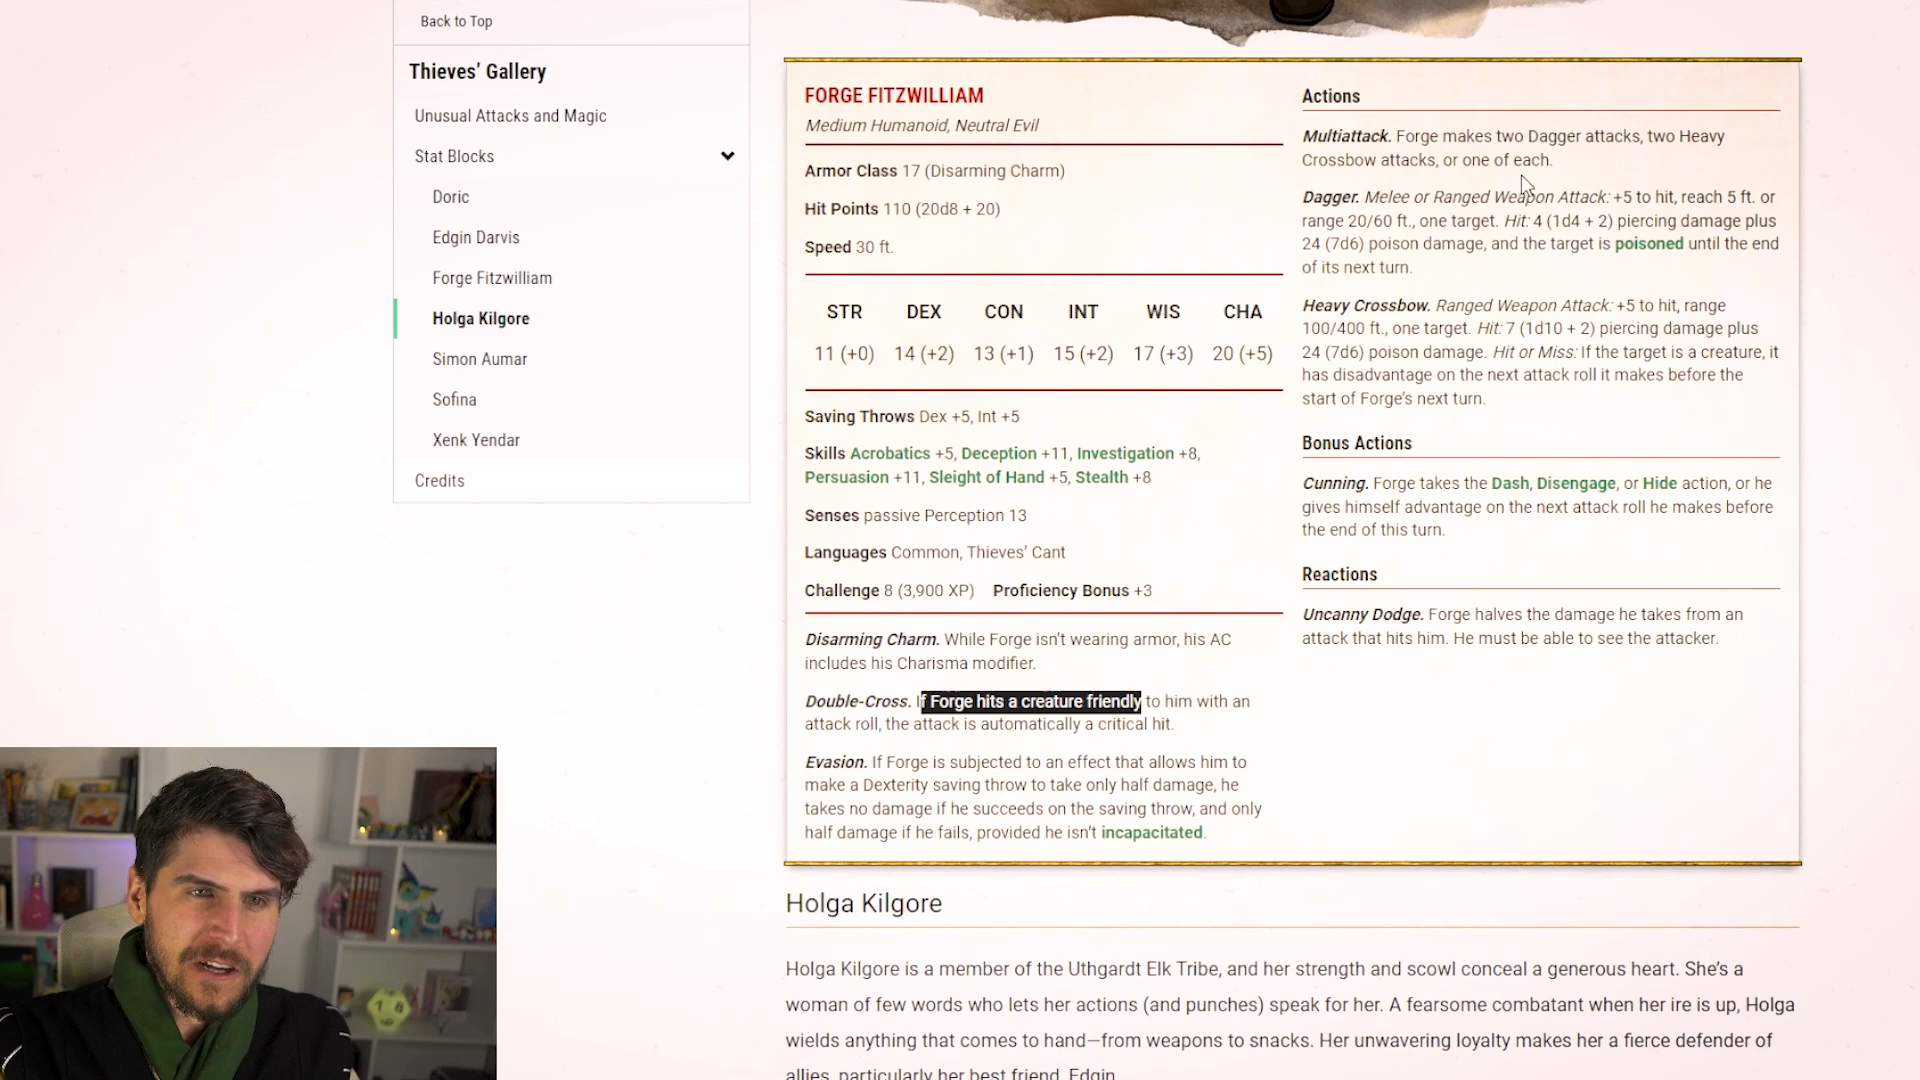 Back to Top
Thieves’ Gallery
Unusual Attacks and Magic
Stat Blocks
Doric
Edgin Darvis
Forge Fitzwilliam
Holga Kilgore
Simon Aumar
Sofina
Xenk Yendar
Credits
FORGE FITZWILLIAM
Medium Humanoid, Neutral Evil
Armor Class 17 (Disarming Charm)
Hit Points 110 (20d8 + 20)
Speed 30 ft.
STR DEX CON INT WIS CHA
11 (+0) 14 (+2) 13 (+1) 15 (+2) 17 (+3) 20 (+5)
Saving Throws Dex +5, Int +5
Skills Acrobatics +5, Deception +11, Investigation +8,
Persuasion +11, Sleight of Hand +5, Stealth +8
Senses passive Perception 13
Languages Common, Thieves’ Cant
Challenge 8 (3,900 XP) Proficiency Bonus +3
Disarming Charm. While Forge isn’t wearing armor, his AC
includes his Charisma modifier.
Double-Cross. If Forge hits a creature friendly to him with an
attack roll, the attack is automatically a critical hit.
Evasion. If Forge is subjected to an effect that allows him to
make a Dexterity saving throw to take only half damage, he
takes no damage if he succeeds on the saving throw, and only
half damage if he fails, provided he isn’t incapacitated.
Actions
Multiattack. Forge makes two Dagger attacks, two Heavy
Crossbow attacks, or one of each.
Dagger. Melee or Ranged Weapon Attack: +5 to hit, reach 5 ft. or
range 20/60 ft., one target. Hit: 4 (1d4 + 2) piercing damage plus
24 (7d6) poison damage, and the target is poisoned until the end
of its next turn.
Heavy Crossbow. Ranged Weapon Attack: +5 to hit, range
100/400 ft., one target. Hit: 7 (1d10 + 2) piercing damage plus
24 (7d6) poison damage. Hit or Miss: If the target is a creature, it
has disadvantage on the next attack roll it makes before the
start of Forge’s next turn.
Bonus Actions
Cunning. Forge takes the Dash, Disengage, or Hide action, or he
gives himself advantage on the next attack roll he makes before
the end of this turn.
Reactions
Uncanny Dodge. Forge halves the damage he takes from an
attack that hits him. He must be able to see the attacker.
Holga Kilgore
Holga Kilgore is a member of the Uthgardt Elk Tribe, and her strength and scowl conceal a generous heart. She’s a
woman of few words who lets her actions (and punches) speak for her. A fearsome combatant when her ire is up, Holga
wields anything that comes to hand—from weapons to snacks. Her unwavering loyalty makes her a fierce defender of
allies, particularly her best friend, Edgin.